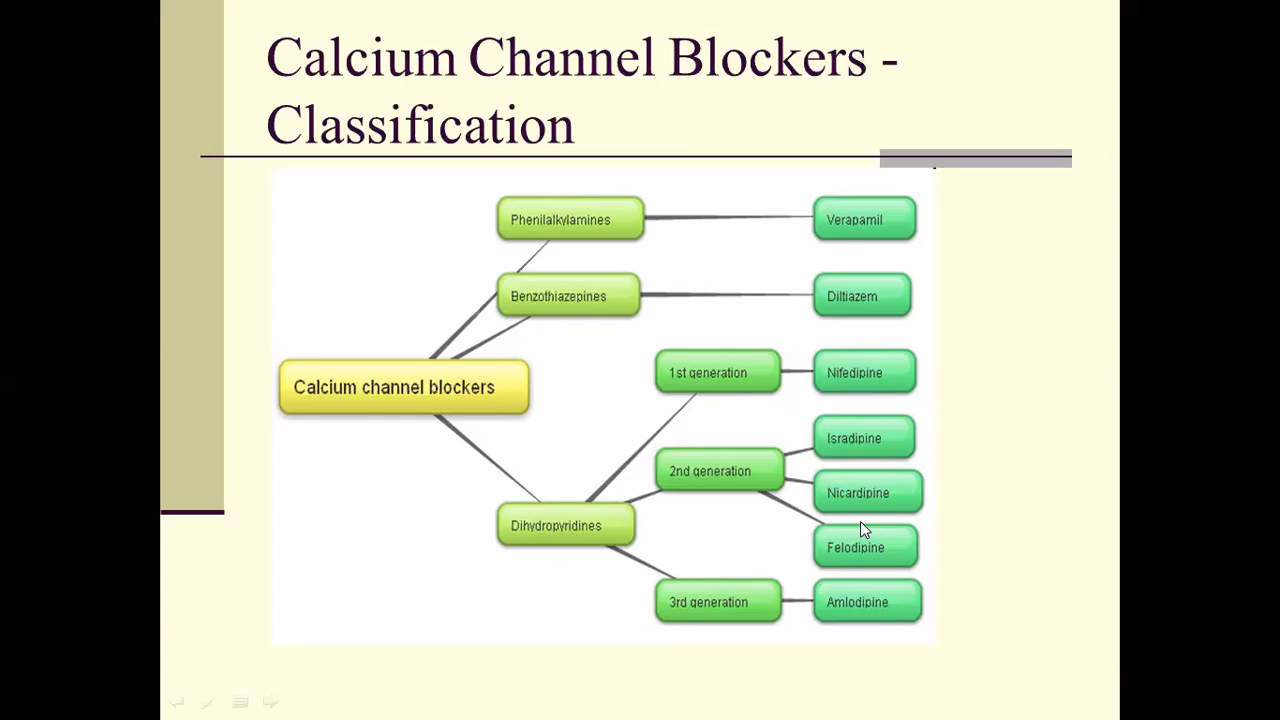 Calcium Channel Blockers -
Classification
Phenilalkylamines
Verapamil
Benzothiazepines
Diltiazem
1st generation
Nifedipine
Calcium channel blockers
Isradipine
2nd generation
Nicardipine
Dihydropyridines
Felodipine
3rd generation
Amlodipine